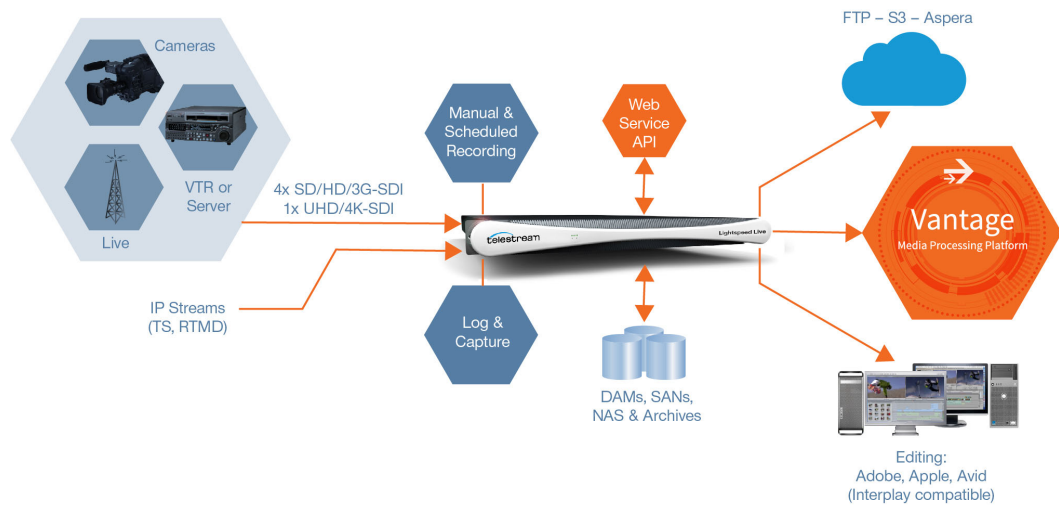 Cameras
VTR or
Server
Live
4x SD/HD/3G-SDI
1x UHD/4K-SDI
IP Streams
(TS, RTMD)
Manual &
Scheduled
Recording
Log &
Capture
Web
Service
API
telestream
Lightspeed Live
DAMs, SANs,
NAS & Archives
FTP – S3 – Aspera
Vantage
Media Processing Platform
Editing:
Adobe, Apple, Avid
(Interplay compatible)